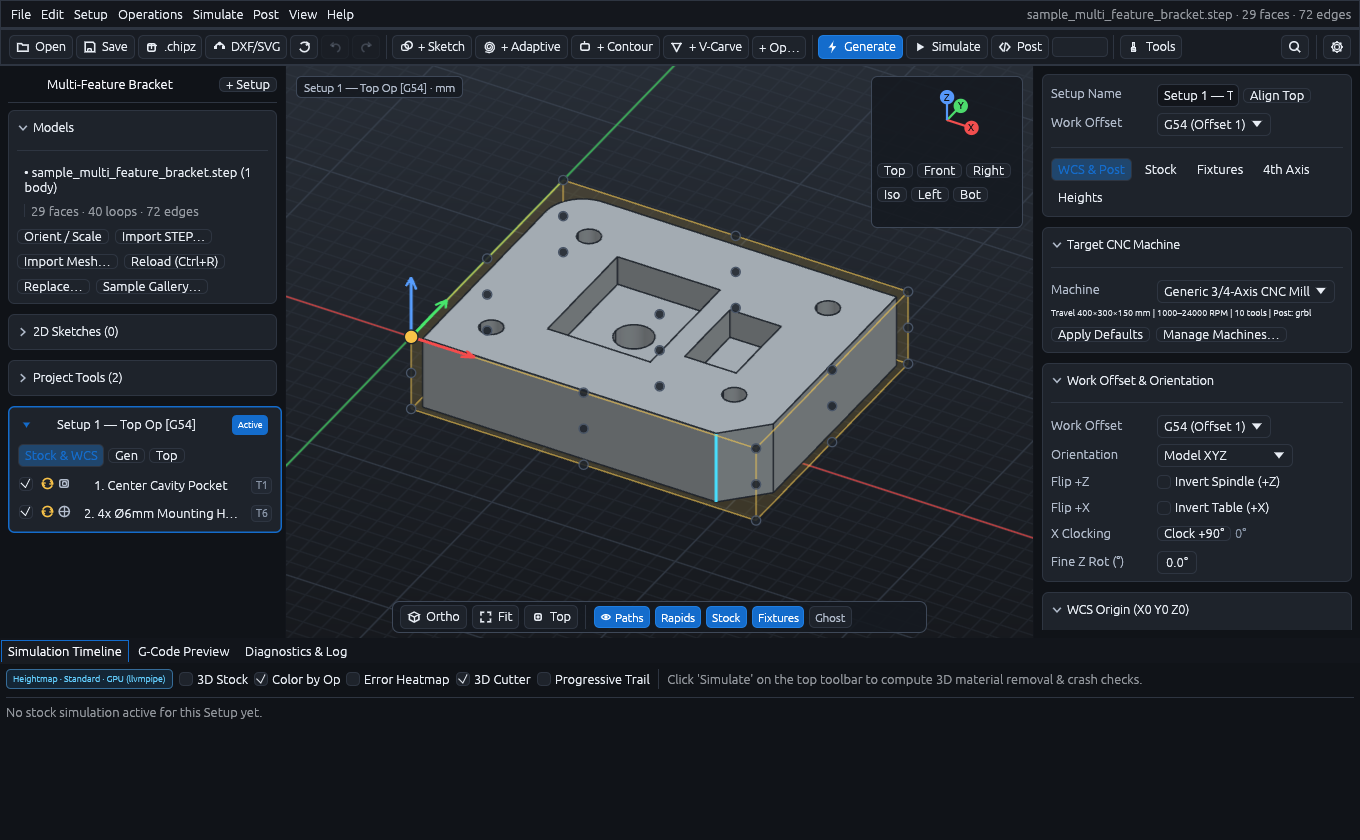 File Edit Setup Operations Simulate Post View Help sample_multi_feature_bracket.step · 29 faces · 72 edges
Open Save .chipz DXF/SVG + Sketch + Adaptive + Contour + V-Carve + Op… Generate Simulate Post Tools
Multi-Feature Bracket + Setup
Models
• sample_multi_feature_bracket.step (1
body)
29 faces · 40 loops · 72 edges
Orient / Scale Import STEP…
Import Mesh… Reload (Ctrl+R)
Replace… Sample Gallery…
2D Sketches (0)
Project Tools (2)
Setup 1 — Top Op [G54] Active
Stock & WCS Gen Top
1. Center Cavity Pocket T1
2. 4x Ø6mm Mounting H… T6
Setup 1 — Top Op [G54] · mm
Z Y X
Top Front Right
Iso Left Bot
Ortho Fit Top Paths Rapids Stock Fixtures Ghost
Setup Name Setup 1 — T Align Top
Work Offset G54 (Offset 1)
WCS & Post Stock Fixtures 4th Axis
Heights
Target CNC Machine
Machine Generic 3/4-Axis CNC Mill
Travel 400×300×150 mm | 1000–24000 RPM | 10 tools | Post: grbl
Apply Defaults Manage Machines…
Work Offset & Orientation
Work Offset G54 (Offset 1)
Orientation Model XYZ
Flip +Z Invert Spindle (+Z)
Flip +X Invert Table (+X)
X Clocking Clock +90° 0°
Fine Z Rot (°) 0.0°
WCS Origin (X0 Y0 Z0)
Simulation Timeline G-Code Preview Diagnostics & Log
Heightmap · Standard · GPU (llvmpipe) 3D Stock Color by Op Error Heatmap 3D Cutter Progressive Trail Click 'Simulate' on the top toolbar to compute 3D material removal & crash checks.
No stock simulation active for this Setup yet.